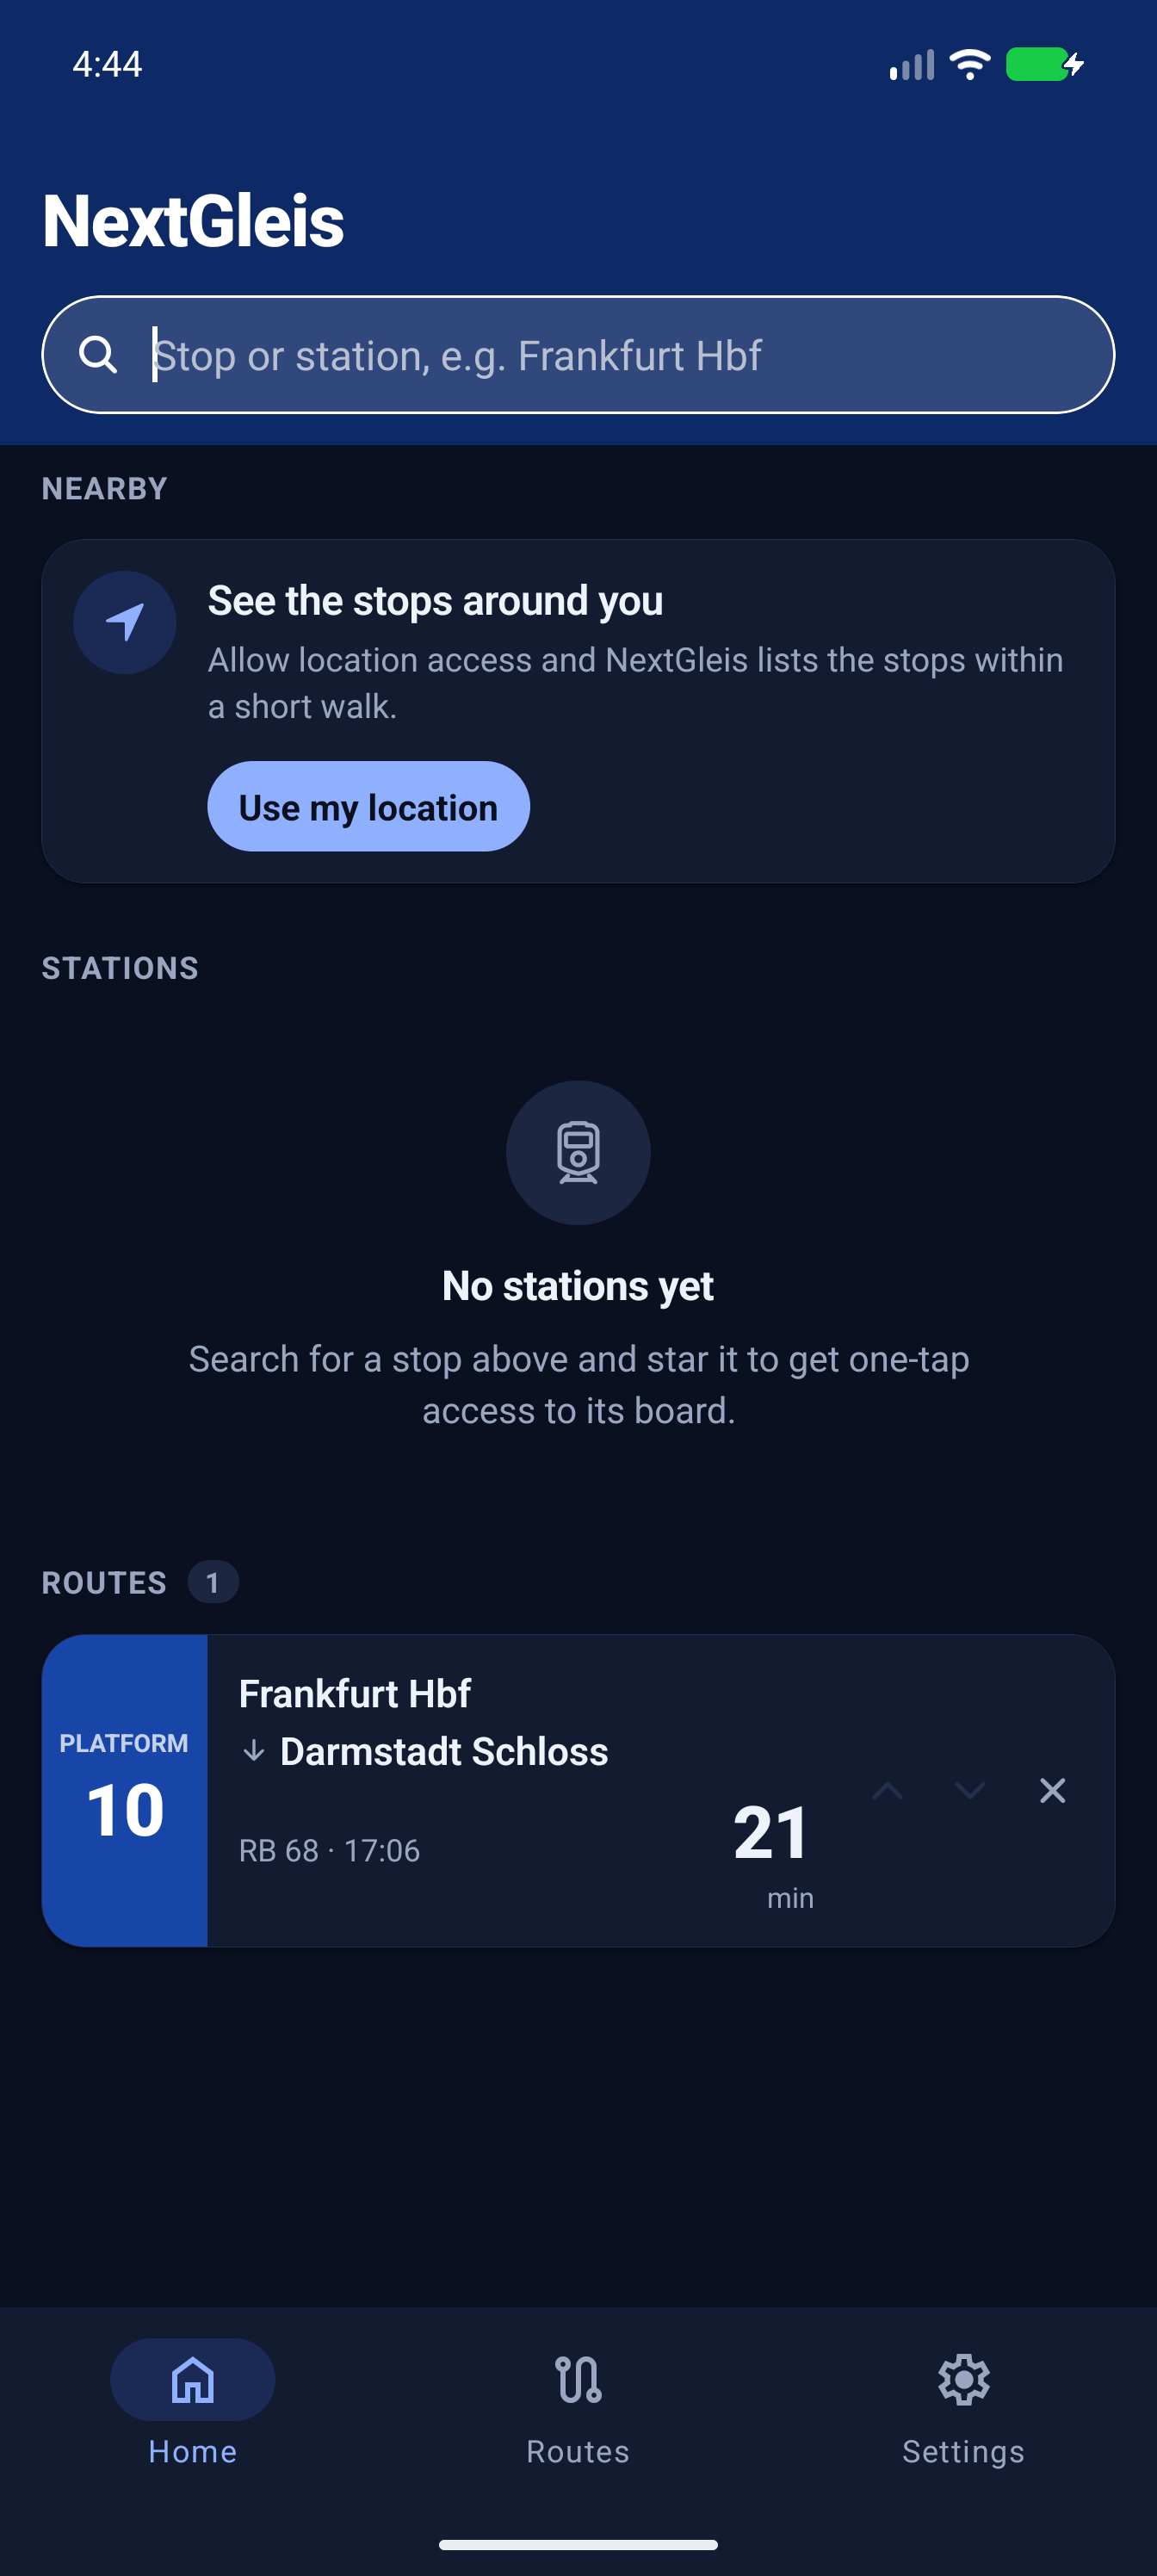 4:44
NextGleis
Stop or station, e.g. Frankfurt Hbf
NEARBY
See the stops around you
Allow location access and NextGleis lists the stops within
a short walk.
Use my location
STATIONS
No stations yet
Search for a stop above and star it to get one-tap
access to its board.
ROUTES 1
PLATFORM
10
Frankfurt Hbf
↓ Darmstadt Schloss
RB 68 · 17:06
21
min
Home
Routes
Settings